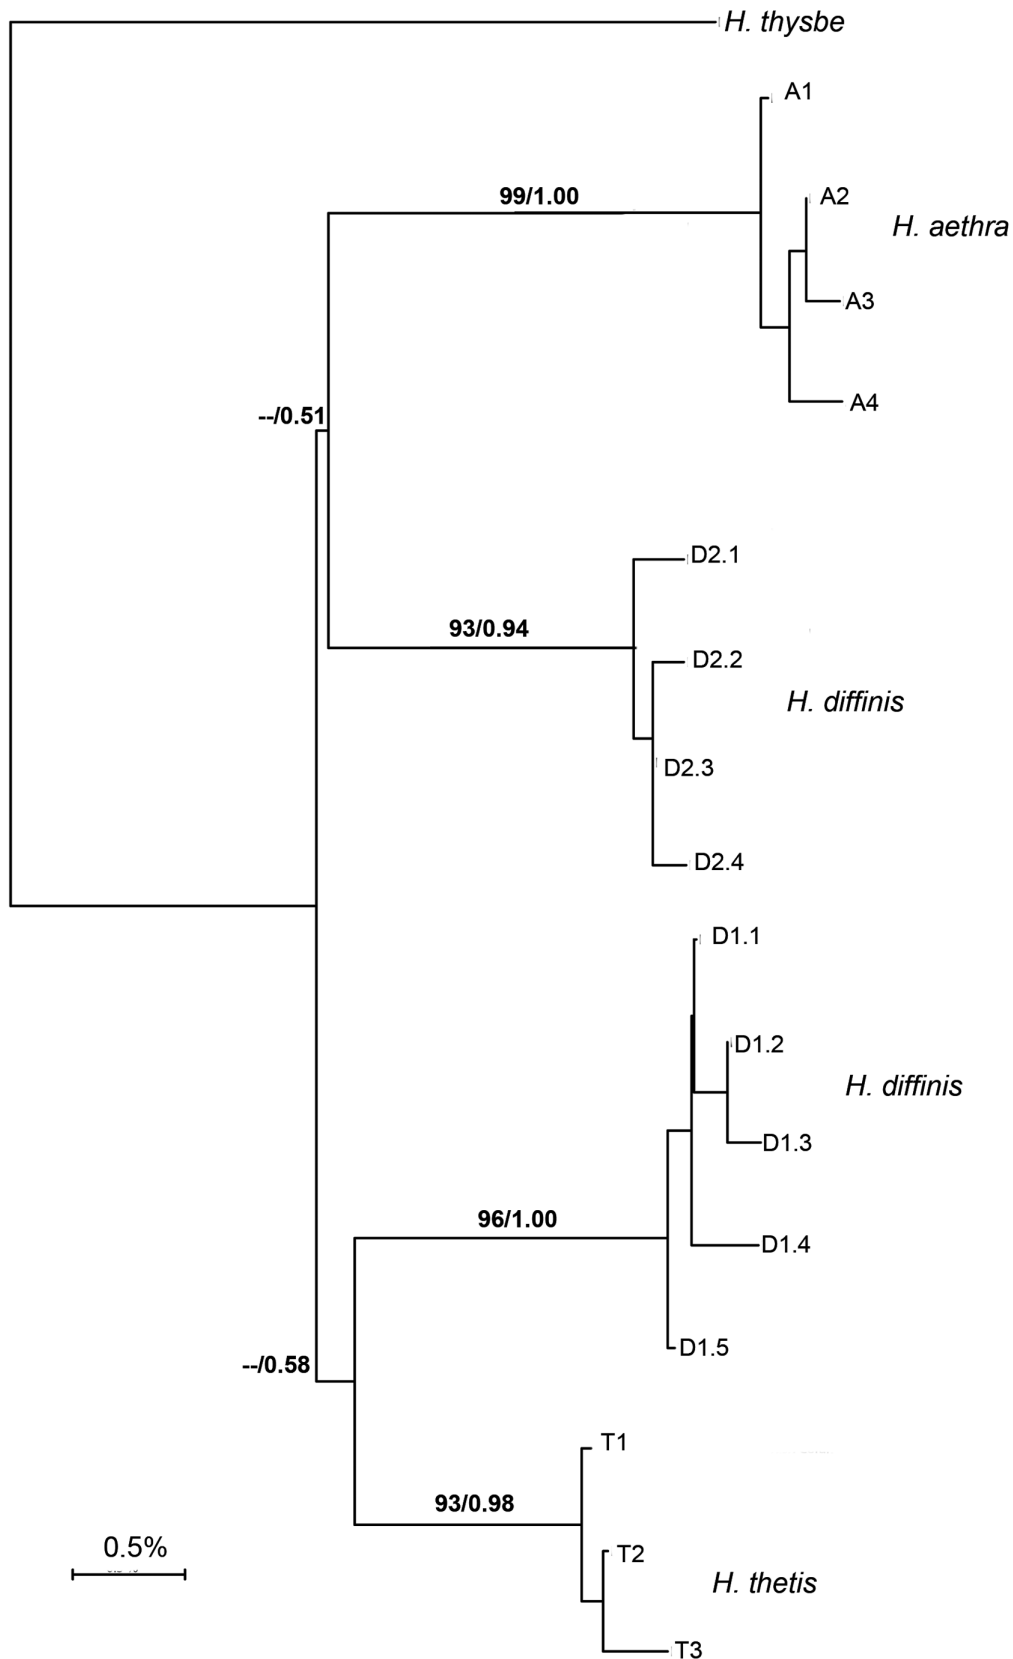 H. thysbe
A1
99/1.00
A2
H. aethra
A3
A4
--/0.51
D2.1
93/0.94
D2.2
H. diffinis
D2.3
D2.4
D1.1
D1.2
H. diffinis
D1.3
96/1.00
D1.4
D1.5
--/0.58
T1
93/0.98
0.5%
T2
H. thetis
T3